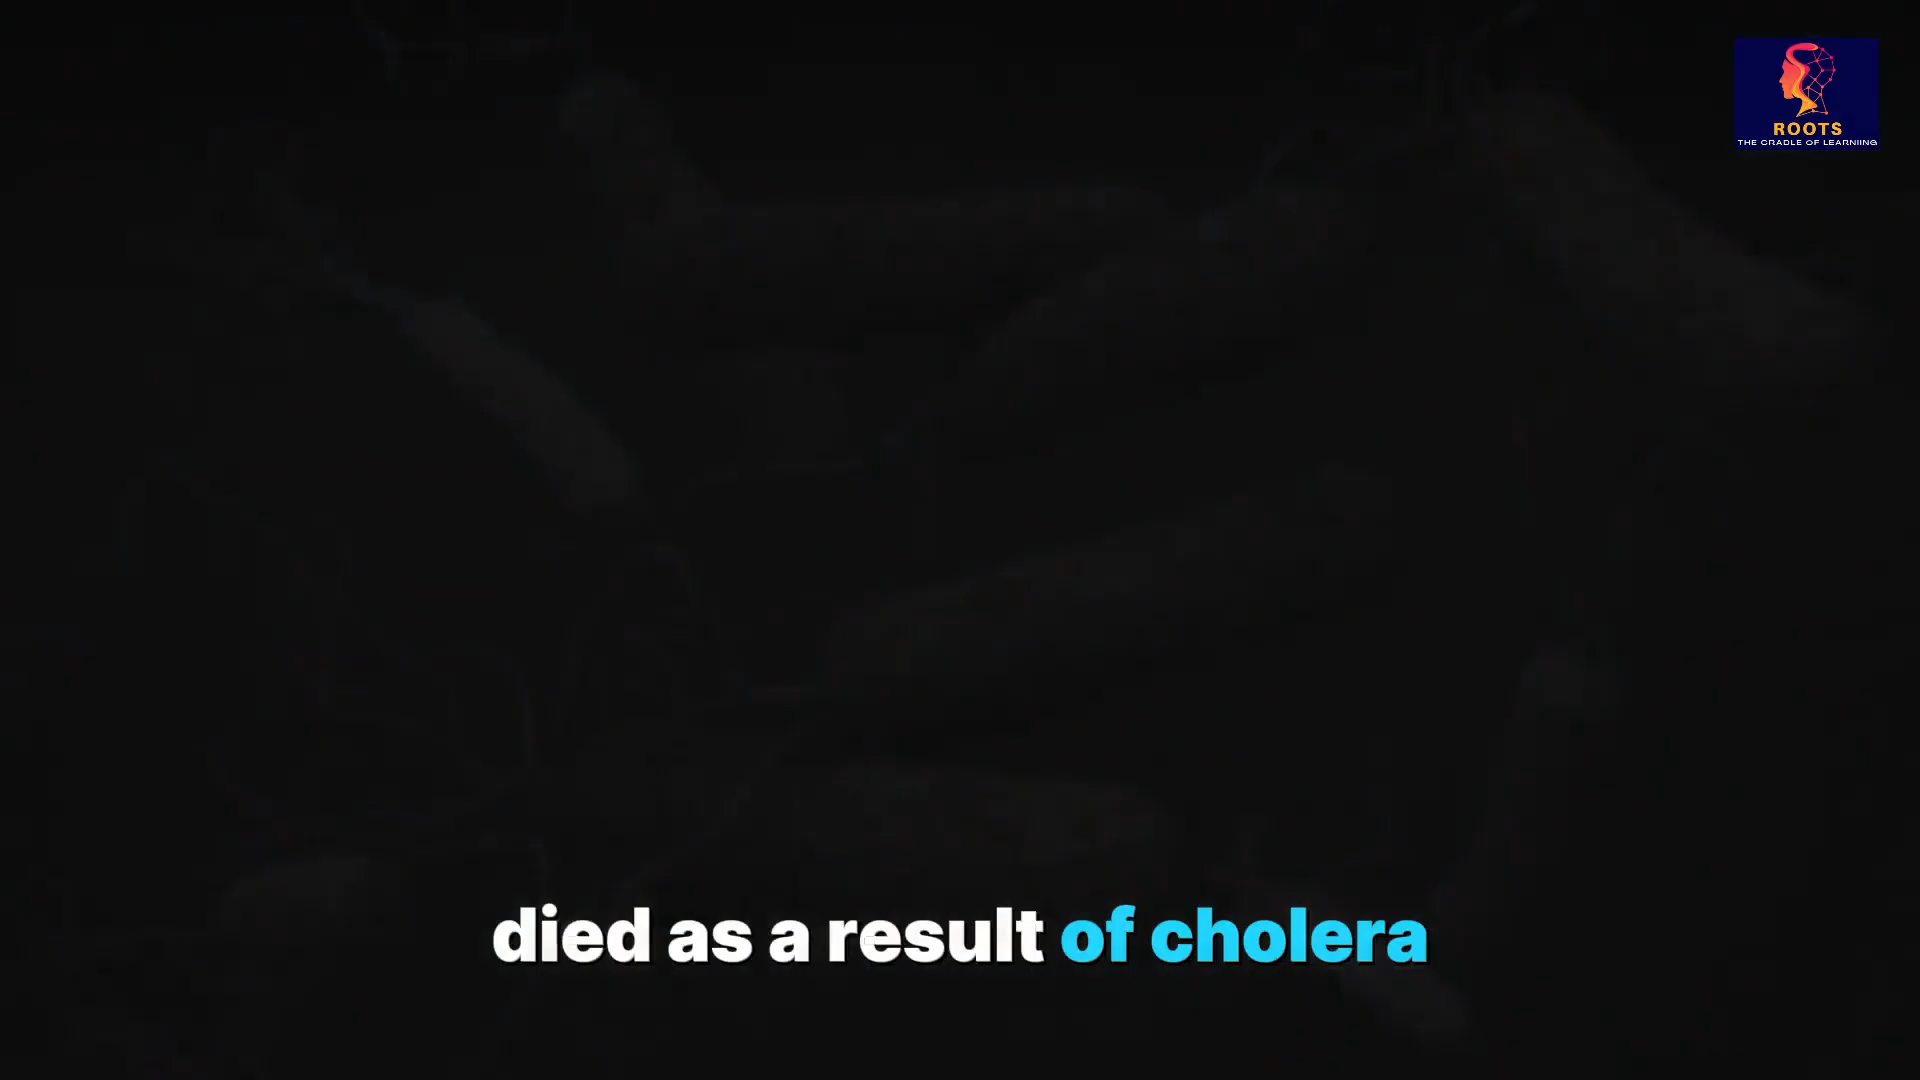 ROOTS
THE CRADLE OF LEARNIING
died as a result of cholera